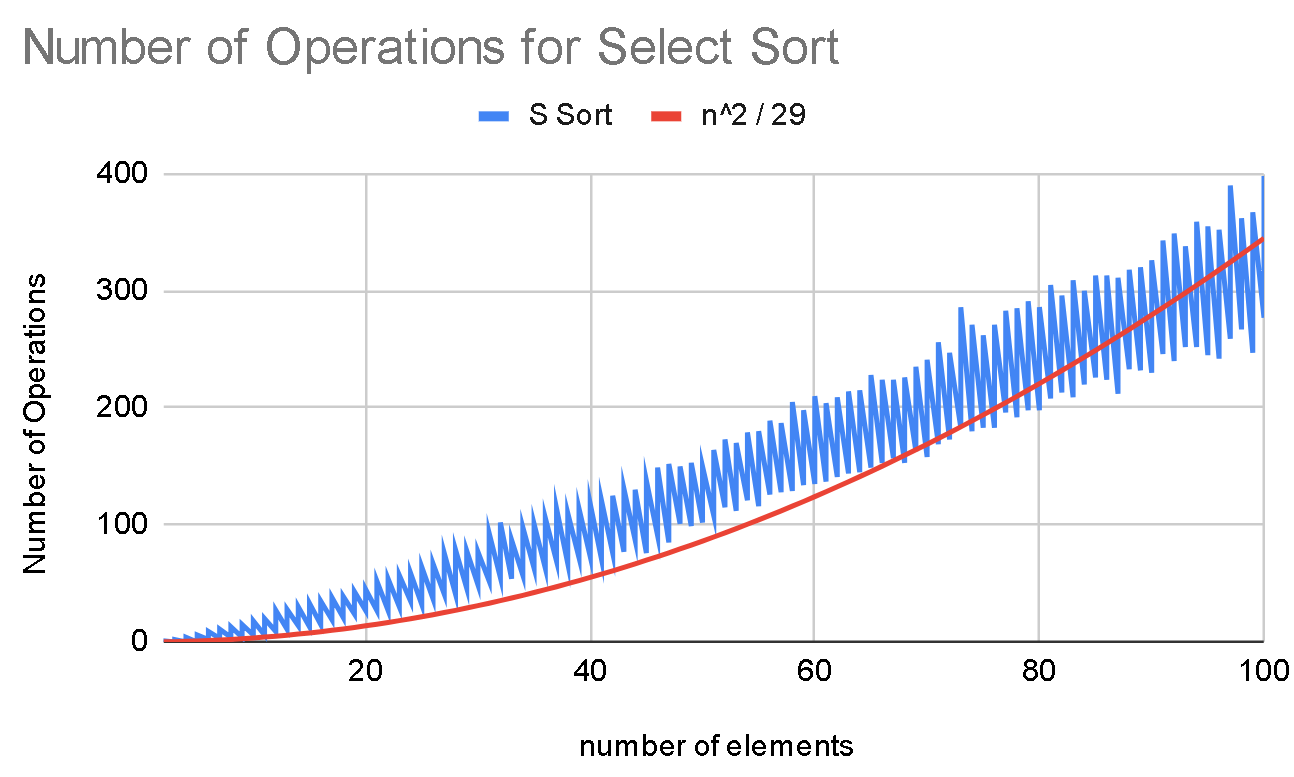 Number of Operations for Select Sort
S Sort n^2 / 29
Number of Operations
400
300
200
100
0
20 40 60 80 100
number of elements